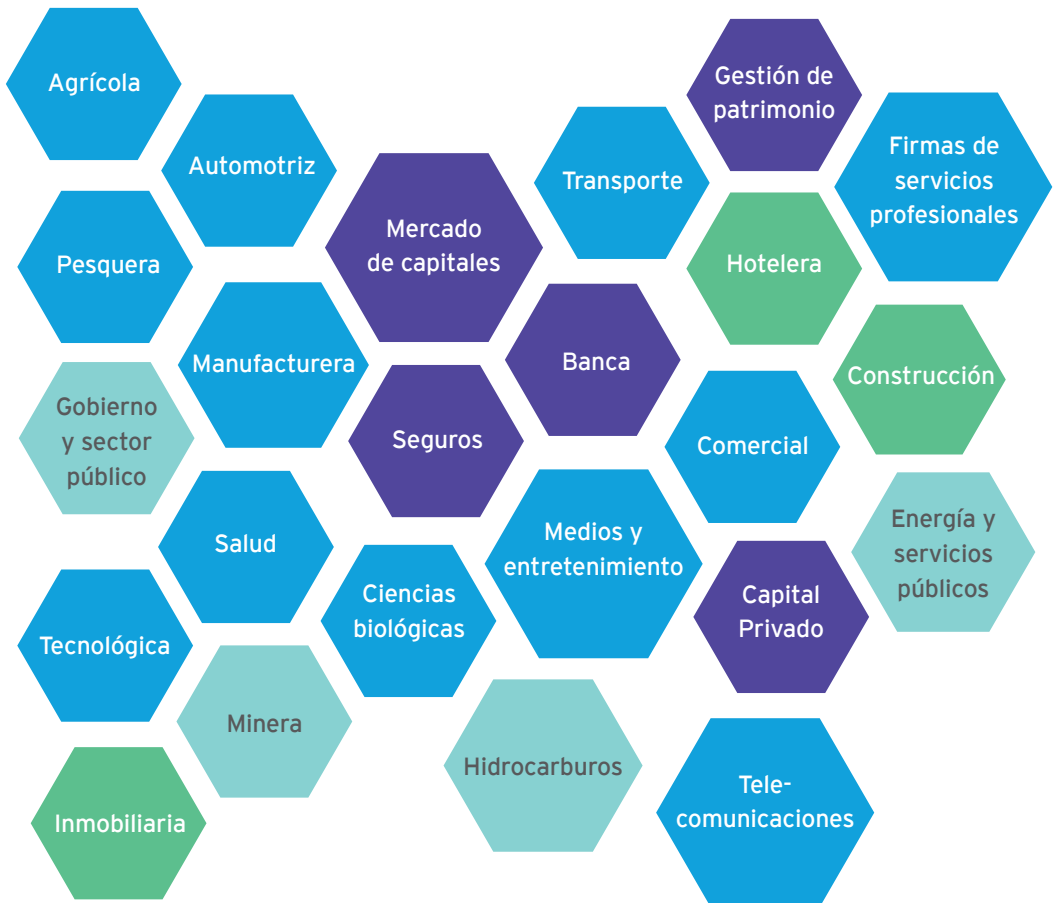 Agrícola
Automotriz
Pesquera
Mercado
de capitales
Transporte
Gestión de
patrimonio
Firmas de
servicios
profesionales
Hotelera
Manufacturera
Banca
Construcción
Gobierno
y sector
público
Seguros
Comercial
Salud
Medios y
entretenimiento
Energía y
servicios
públicos
Ciencias
biológicas
Capital
Privado
Tecnológica
Minera
Hidrocarburos
Inmobiliaria
Tele-
comunicaciones